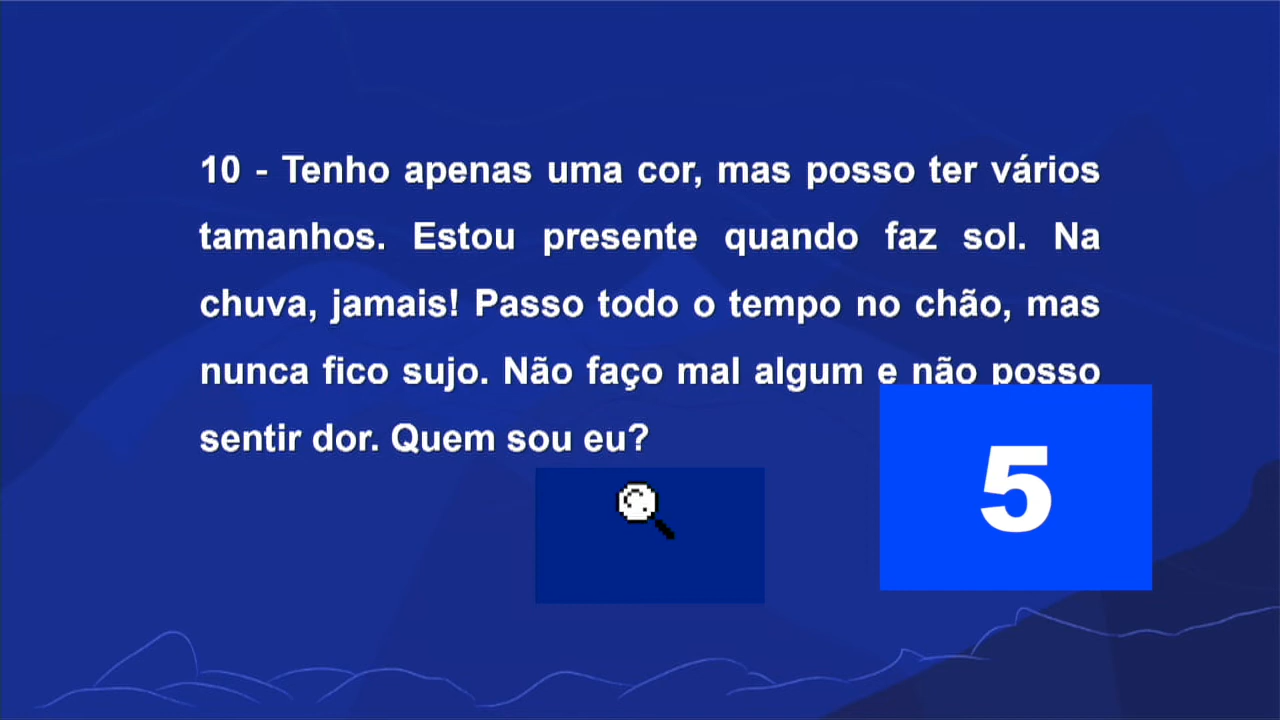 10 - Tenho apenas uma cor, mas posso ter vários
tamanhos. Estou presente quando faz sol. Na
chuva, jamais! Passo todo o tempo no chão, mas
nunca fico sujo. Não faço mal algum e não posso
sentir dor. Quem sou eu?
5